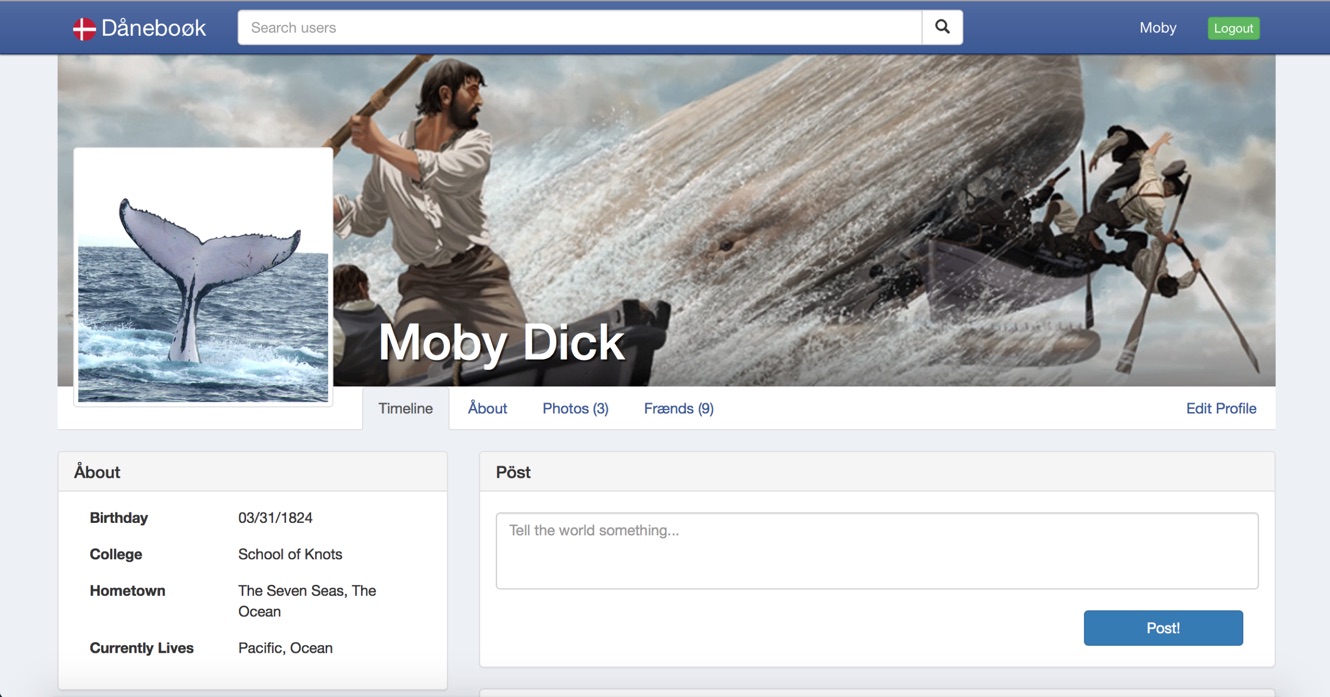 Dånebøøk
Search users
Moby
Logout
Moby Dick
Timeline
Åbout
Photos (3)
Frænds (9)
Edit Profile
Åbout
Birthday
03/31/1824
College
School of Knots
Hometown
The Seven Seas, The
Ocean
Currently Lives
Pacific, Ocean
Pöst
Tell the world something...
Post!